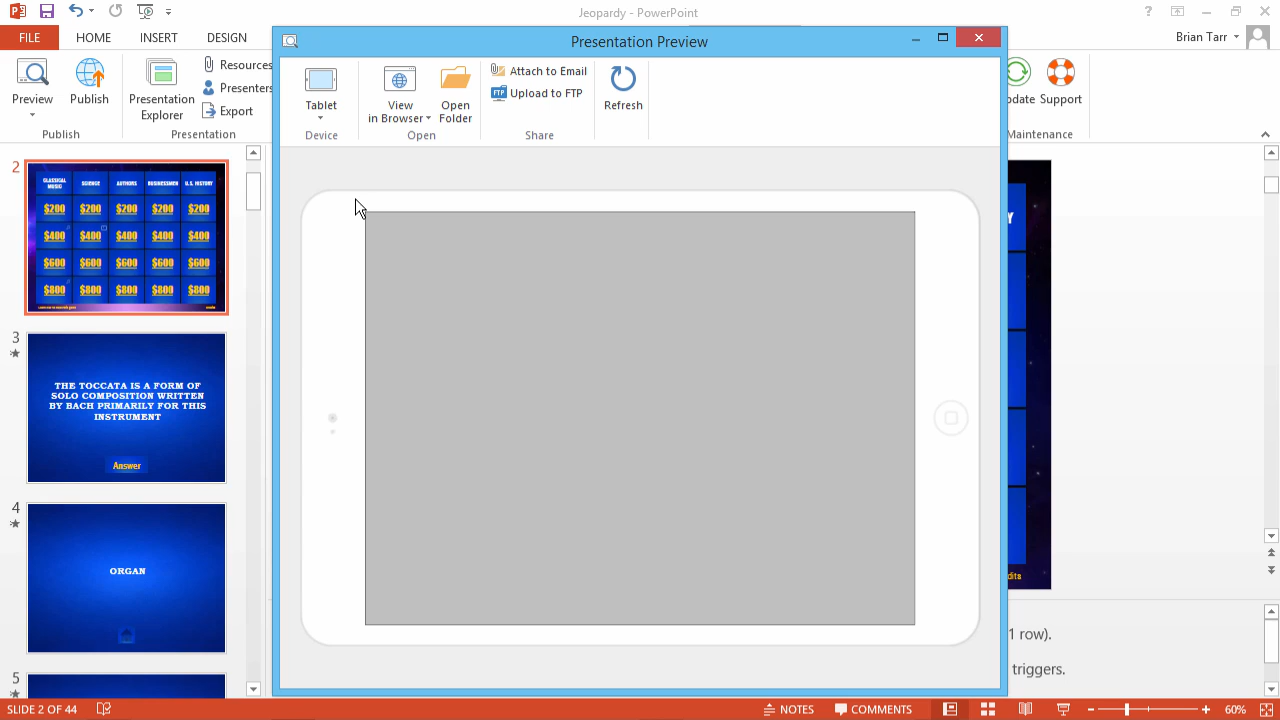 Jeopardy - PowerPoint
FILE
HOME
INSERT
DESIGN
Brian Tarr
Preview
Publish
Presentation
Explorer
Resources
Presenters
Export
Publish
Presentation
Support
Maintenance
Presentation Preview
Tablet
Device
View
in Browser
Open
Folder
Open
Attach to Email
FTP
Upload to FTP
Share
Refresh
2
CLASSICAL
MUSIC
SCIENCE
AUTHORS
BUSINESSMEN
U.S. HISTORY
$200 $200 $200 $200 $200
$400 $400 $400 $400 $400
$600 $600 $600 $600 $600
$800 $800 $800 $800 $800
3
THE TOCCATA IS A FORM OF
SOLO COMPOSITION WRITTEN
BY BACH PRIMARILY FOR THIS
INSTRUMENT
Answer
4
ORGAN
5
Y
dits
1 row).
triggers.
SLIDE 2 OF 44
NOTES
COMMENTS
60%